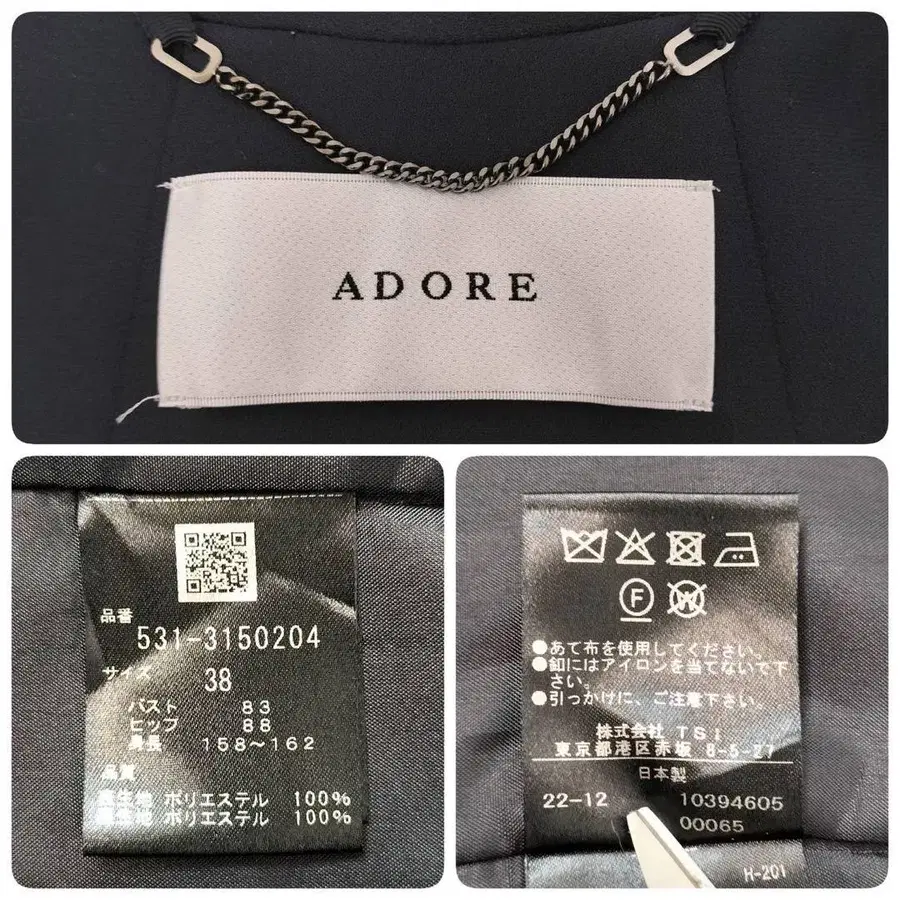 ADORE
品番
531-3150204
サイズ
38
バスト 83
ヒップ 88
身長 158~162
品質
生地 ポリエステル 100%
生地 ポリエステル 100%
F
W
●あて布を使用してください。
●釦にはアイロンを当てないで下
さい。
●引っかけに、ご注意下さい。
株式会社 TSI
東京都港区赤坂 8-5-27
日本製
22-12 10394605
00065
H-201